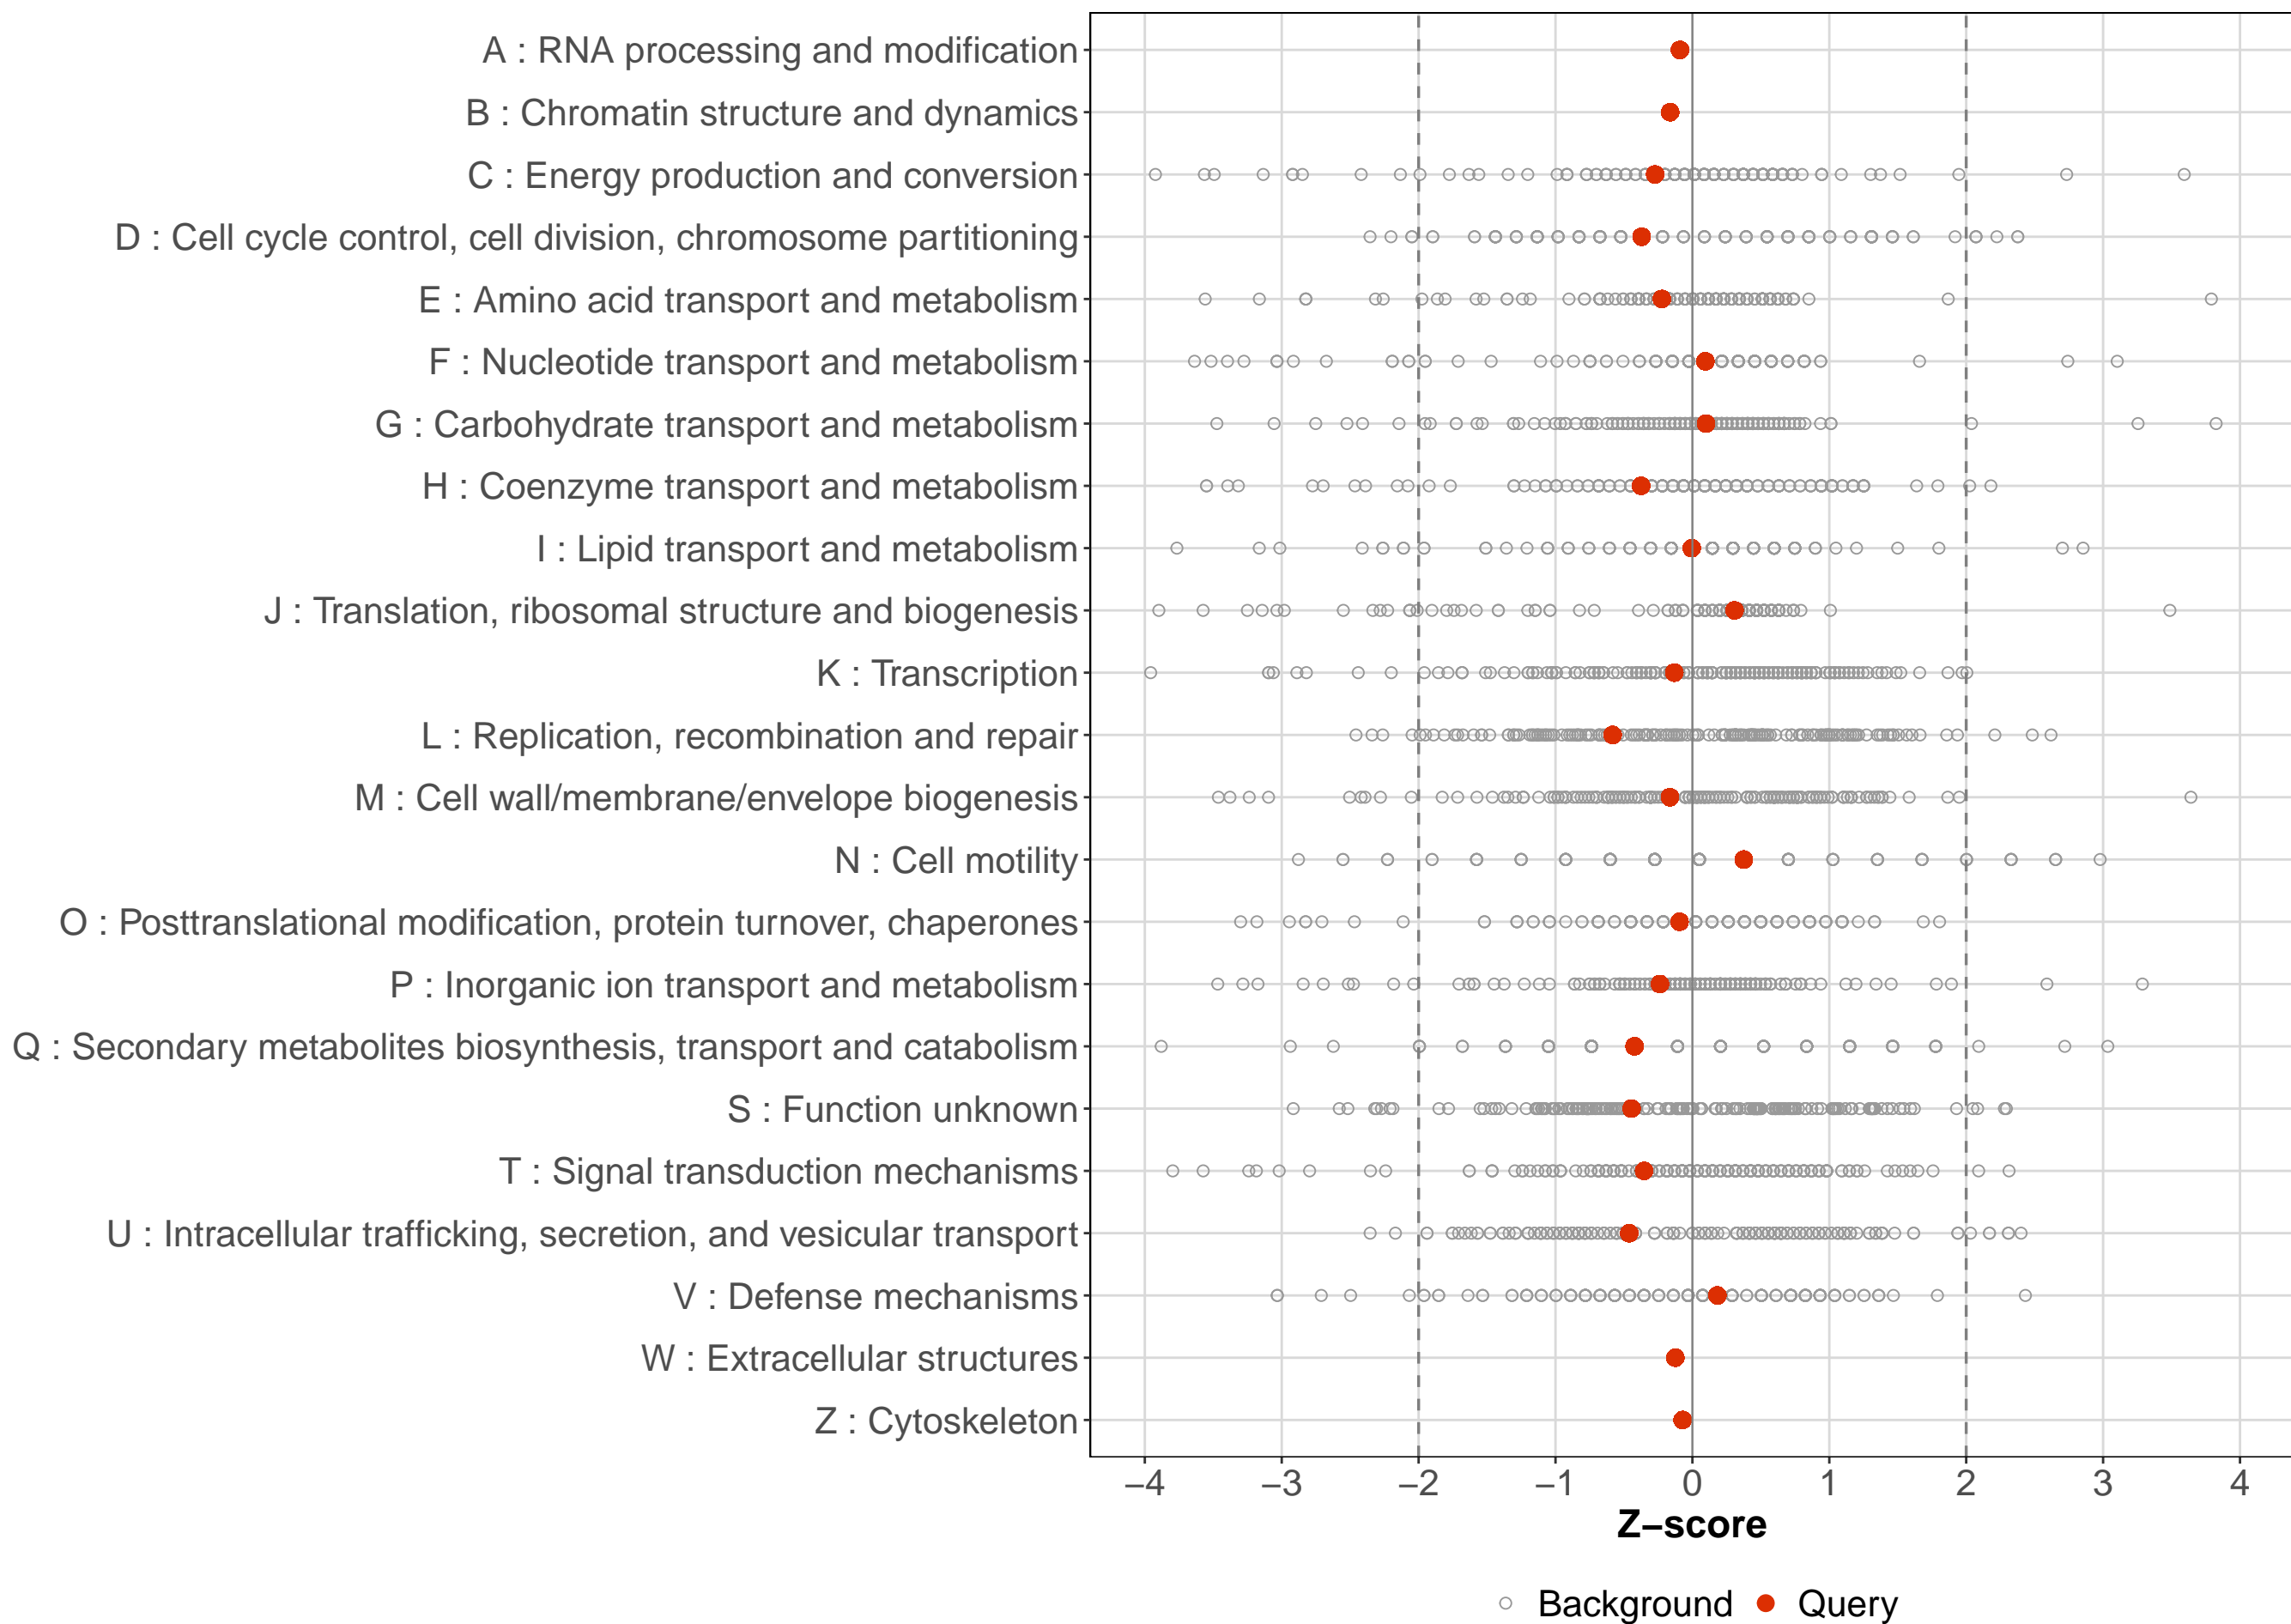 A : RNA processing and modification
B : Chromatin structure and dynamics
C : Energy production and conversion
D : Cell cycle control, cell division, chromosome partitioning
E : Amino acid transport and metabolism
F : Nucleotide transport and metabolism
G : Carbohydrate transport and metabolism
H : Coenzyme transport and metabolism
I : Lipid transport and metabolism
J : Translation, ribosomal structure and biogenesis
K : Transcription
L : Replication, recombination and repair
M : Cell wall/membrane/envelope biogenesis
N : Cell motility
O : Posttranslational modification, protein turnover, chaperones
P : Inorganic ion transport and metabolism
Q : Secondary metabolites biosynthesis, transport and catabolism
S : Function unknown
T : Signal transduction mechanisms
U : Intracellular trafficking, secretion, and vesicular transport
V : Defense mechanisms
W : Extracellular structures
Z : Cytoskeleton
−4 −3 −2 −1 0 1 2 3 4
Z−score
Background Query